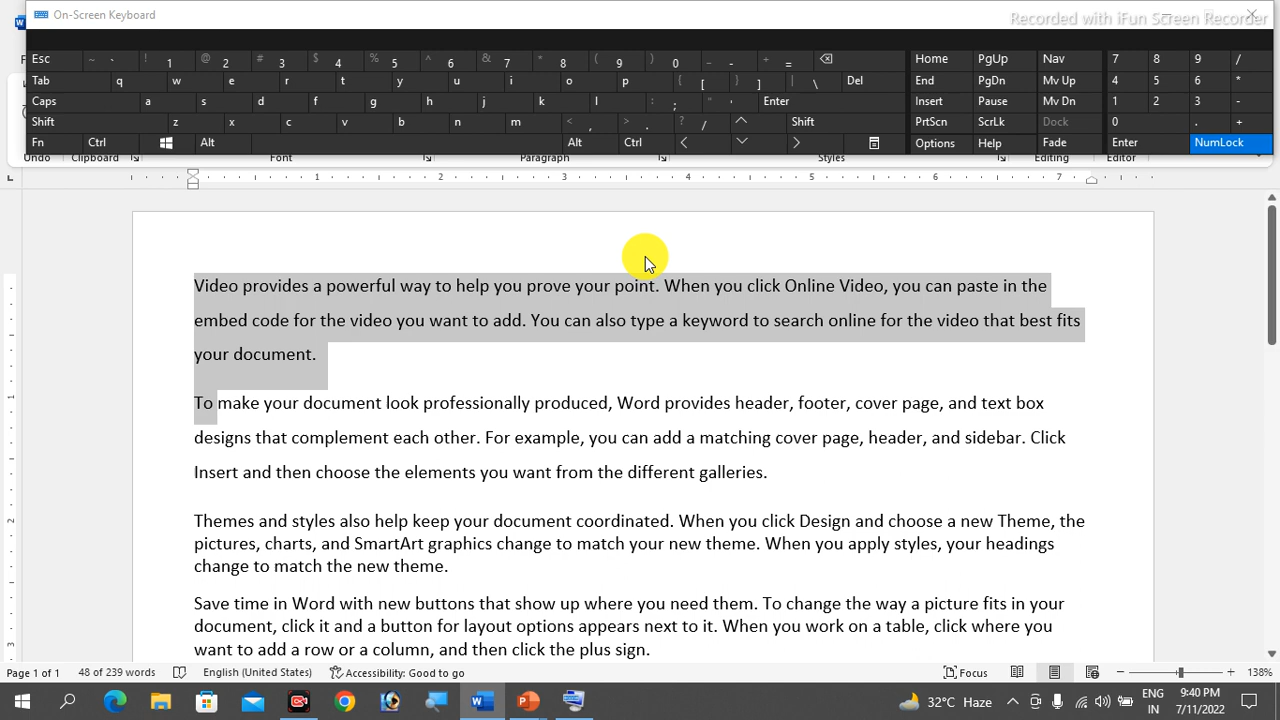 On-Screen Keyboard
Recorded with iFun Screen Recorder
Esc ~ ` ! 1 @ 2 # 3 $ 4 % 5 ^ 6 & 7 * 8 ( 9 ) 0 _ - + = Home PgUp Nav 7 8 9 /
Tab q w e r t y u i o p { [ } ] | \ Del End PgDn Mv Up 4 5 6 *
Caps a s d f g h j k l : ; " ' Enter Insert Pause Mv Dn 1 2 3 -
Shift z x c v b n m < , > . ? / Shift PrtScn ScrLk Dock 0 . +
Fn Ctrl Alt Alt Ctrl Options Help Fade Enter NumLock
Undo Clipboard Font Paragraph Styles Editing Editor
1 2 3 4 5 6 7
Video provides a powerful way to help you prove your point. When you click Online Video, you can paste in the
embed code for the video you want to add. You can also type a keyword to search online for the video that best fits
your document.
To make your document look professionally produced, Word provides header, footer, cover page, and text box
designs that complement each other. For example, you can add a matching cover page, header, and sidebar. Click
Insert and then choose the elements you want from the different galleries.
Themes and styles also help keep your document coordinated. When you click Design and choose a new Theme, the
pictures, charts, and SmartArt graphics change to match your new theme. When you apply styles, your headings
change to match the new theme.
Save time in Word with new buttons that show up where you need them. To change the way a picture fits in your
document, click it and a button for layout options appears next to it. When you work on a table, click where you
want to add a row or a column, and then click the plus sign.
1
2
3
Page 1 of 1 48 of 239 words English (United States) Accessibility: Good to go Focus 138%
32°C Haze ENG 9:40 PM
IN 7/11/2022